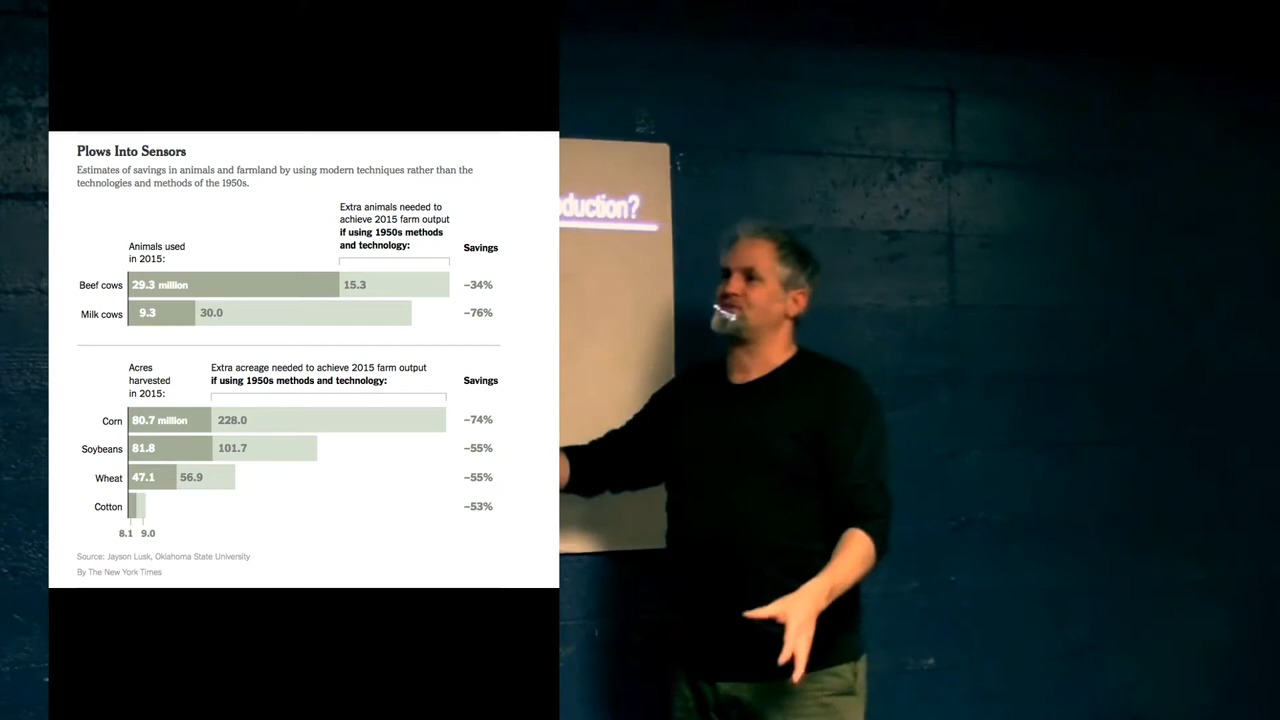 Plows Into Sensors
Estimates of savings in animals and farmland by using modern techniques rather than the
technologies and methods of the 1950s.
Animals used
in 2015:
Extra animals needed to
achieve 2015 farm output
if using 1950s methods
and technology:
Savings
Beef cows 29.3 million 15.3 –34%
Milk cows 9.3 30.0 –76%
Acres
harvested
in 2015:
Extra acreage needed to achieve 2015 farm output
if using 1950s methods and technology:
Savings
Corn 80.7 million 228.0 –74%
Soybeans 81.8 101.7 –55%
Wheat 47.1 56.9 –55%
Cotton –53%
8.1 9.0
Source: Jayson Lusk, Oklahoma State University
By The New York Times